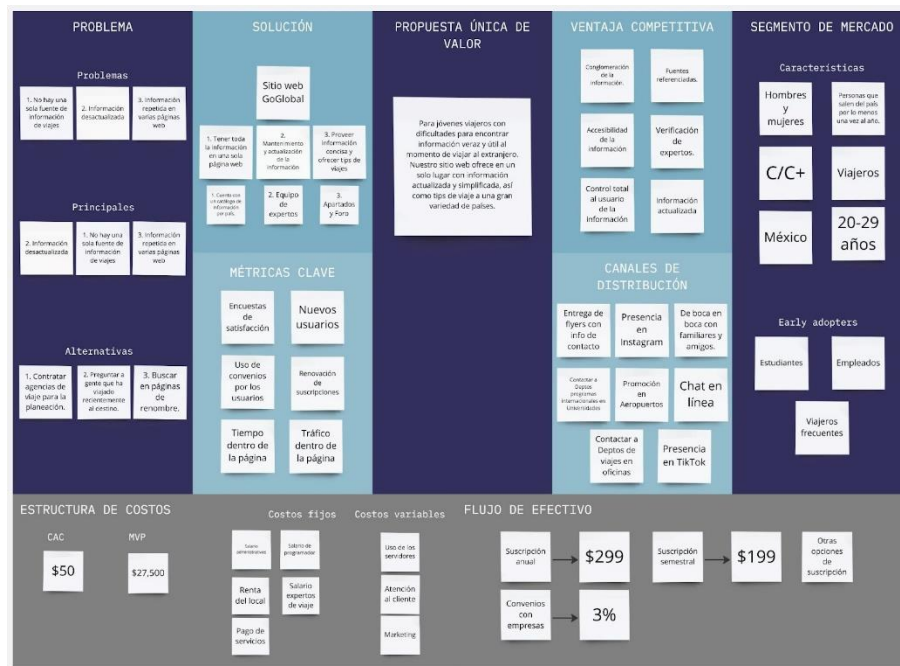 PROBLEMA
Problemas
1. No hay una
sola fuente de
información
de viajes
2. Información
desactualizada
3. Información
repetida en
varias páginas
web
Principales
2. Información
desactualizada
1. No hay una
sola fuente de
información
de viajes
3. Información
repetida en
varias páginas
web
Alternativas
1. Contratar
agencias de
viaje para la
planeación.
2. Preguntar a
gente que ha
viajado
recientemente
al destino.
3. Buscar
en páginas
de
renombre.
SOLUCIÓN
Sitio web
GoGlobal
1. Tener toda
la información
en una sola
página web
2.
Mantenimiento
y actualización
de la
información
3. Proveer
información
concisa y
ofrecer tips de
viajes
1. Cuenta con
un catálogo de
información
por país.
2. Equipo
de
expertos
3.
Apartados
y Foro
MÉTRICAS CLAVE
Encuestas
de
satisfacción
Nuevos
usuarios
Uso de
convenios
por los
usuarios
Renovación
de
suscripciones
Tiempo
dentro de
la página
Tráfico
dentro de
la página
PROPUESTA ÚNICA DE
VALOR
Para jóvenes viajeros con
dificultades para encontrar
información veraz y útil al
momento de viajar al extranjero.
Nuestro sitio web ofrece en un
solo lugar con información
actualizada y simplificada, así
como tips de viaje a una gran
variedad de países.
VENTAJA COMPETITIVA
Conglomeración
de la
información.
Fuentes
referenciadas.
Accesibilidad
de la
información
Verificación
de
expertos.
Control total
al usuario
de la
información
Información
actualizada
CANALES DE
DISTRIBUCIÓN
Entrega de
flyers con
info de
contacto
Presencia
en
Instagram
De boca en
boca con
familiares y
amigos.
Contactar a
Deptos
programas
Internacionales en
Universidades
Promoción
en
Aeropuertos
Chat en
línea
Contactar a
Deptos de
viajes en
oficinas
Presencia
en TikTok
SEGMENTO DE MERCADO
Características
Hombres
y
mujeres
Personas que
salen del país
por lo menos
una vez al año.
C/C+
Viajeros
México
20-29
años
Early adopters
Estudiantes
Empleados
Viajeros
frecuentes
ESTRUCTURA DE COSTOS
CAC
$50
MVP
$27,500
Costos fijos
Salario
Salario de
programador
Renta
del local
Salario
expertos
de viaje
Pago de
servicios
Costos variables
Uso de los
servidores
Atención
al cliente
Marketing
FLUJO DE EFECTIVO
Suscripción
anual
$299
Suscripción
semestral
$199
Otras
opciones
de
suscripción
Convenios
con
empresas
3%